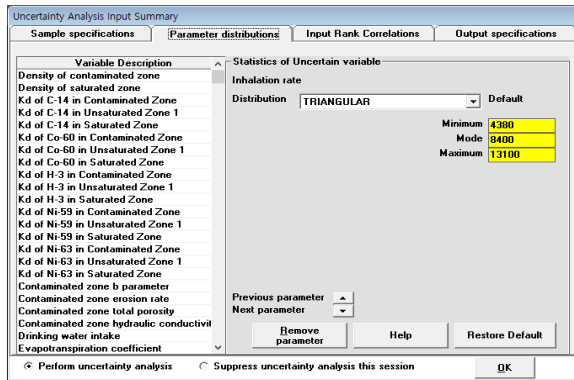 Uncertainty Analysis Input Summary
Sample specifications
Parameter distributions
Input Rank Correlations
Output specifications
Variable Description
Density of contaminated zone
Density of saturated zone
Kd of C-14 in Contaminated Zone
Kd of C-14 in Unsaturated Zone 1
Kd of C-14 in Saturated Zone
Kd of Co-60 in Contaminated Zone
Kd of Co-60 in Unsaturated Zone 1
Kd of Co-60 in Saturated Zone
Kd of H-3 in Contaminated Zone
Kd of H-3 in Unsaturated Zone 1
Kd of H-3 in Saturated Zone
Kd of Ni-59 in Contaminated Zone
Kd of Ni-59 in Unsaturated Zone 1
Kd of Ni-59 in Saturated Zone
Kd of Ni-63 in Contaminated Zone
Kd of Ni-63 in Unsaturated Zone 1
Kd of Ni-63 in Saturated Zone
Contaminated zone b parameter
Contaminated zone erosion rate
Contaminated zone total porosity
Contaminated zone hydraulic conductivit
Drinking water intake
Evapotranspiration coefficient
Statistics of Uncertain variable
Inhalation rate
Distribution TRIANGULAR Default
Minimum 4380
Mode 8400
Maximum 13100
Previous parameter
Next parameter
Remove parameter
Help
Restore Default
Perform uncertainty analysis
Suppress uncertainty analysis this session
OK